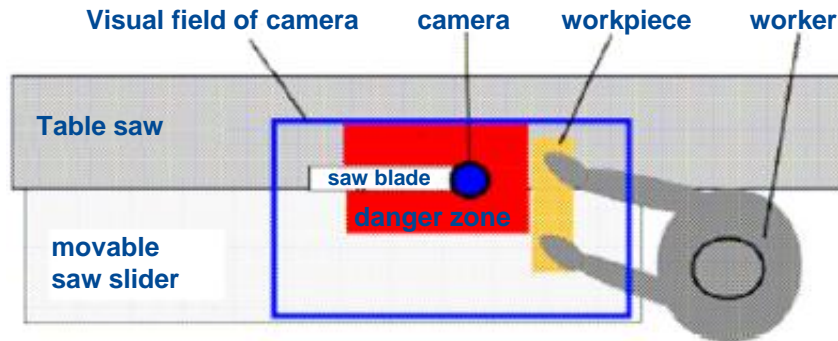 Visual field of camera
camera
workpiece
worker
Table saw
saw blade
danger zone
movable
saw slider